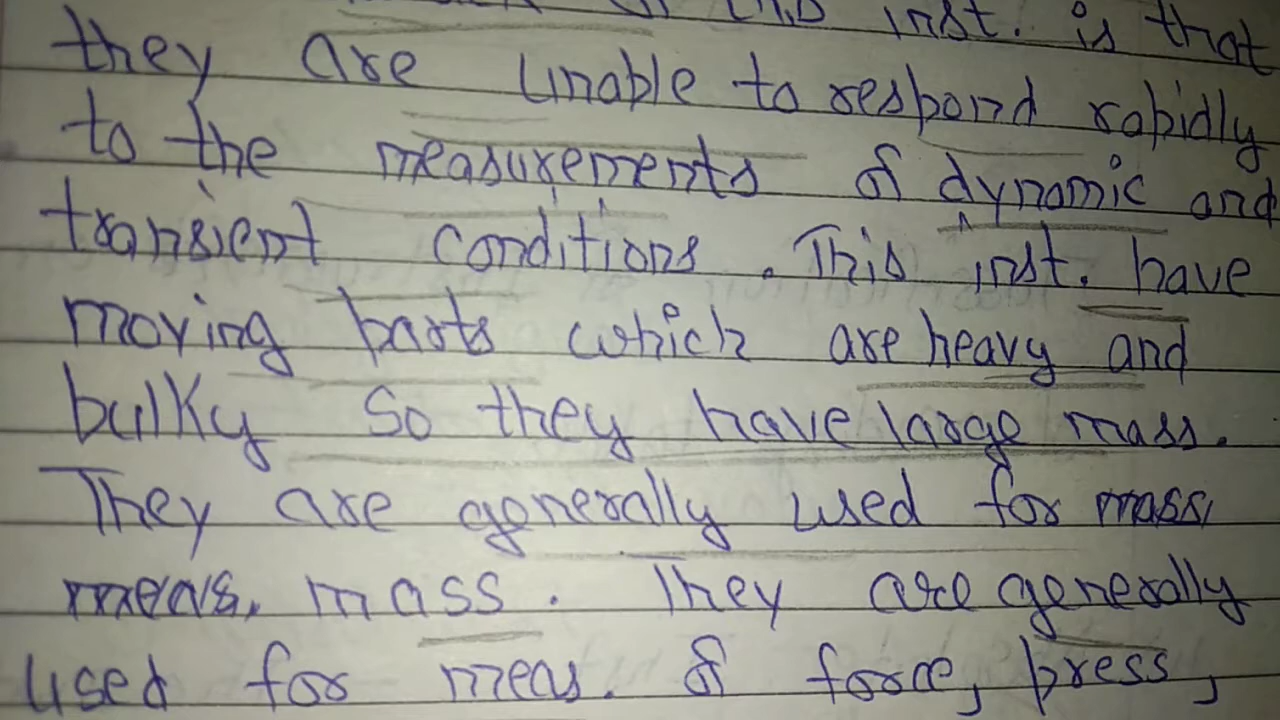 inst. is that
they are unable to respond rapidly
to the measurements of dynamic and
transient conditions. This inst. have
moving parts which are heavy and
bulky so they have large mass.
They are generally used for mass,
meas. mass. They are generally
used for meas. of force, press,